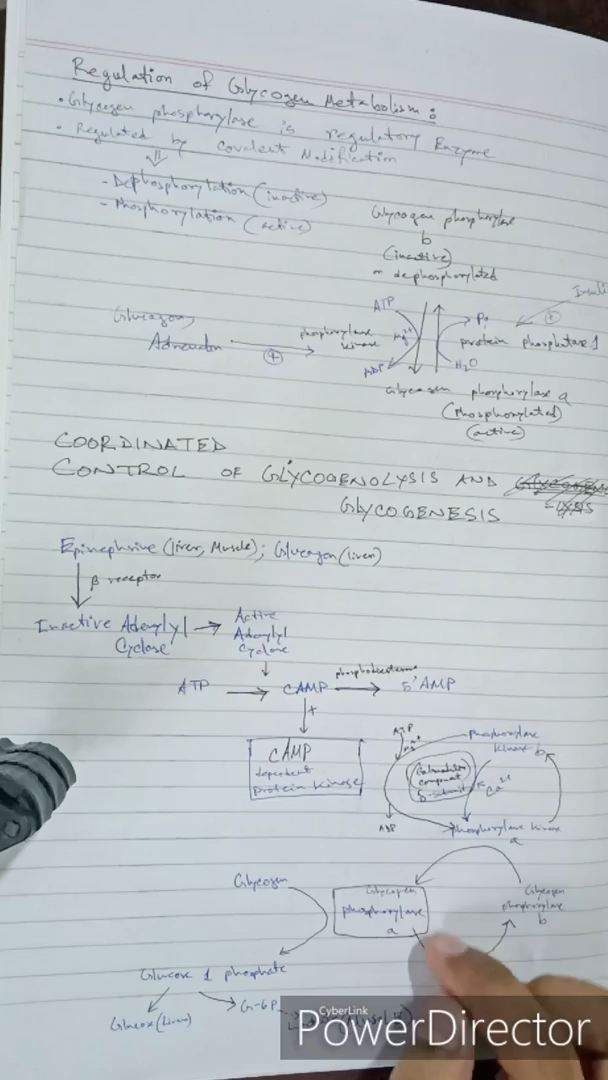 Regulation of Glycogen Metabolism:
• Glycogen phosphorylase is regulatory Enzyme
• Regulated by covalent Modification
- Dephosphorylation (inactive)
- Phosphorylation (active)
Glycogen phosphorylase
b
(inactive)
dephosphorylated
ATP
Pi
Insuli
+
Glucagon,
Adrenalin
+
phosphorylase
kinase
Mg2+
protein phosphatase 1
ADP
H2O
Glycogen phosphorylase a
(Phosphorylated)
(active)
COORDINATED
CONTROL OF GLYCOGENOLYSIS AND
GLYCOGENESIS
Epinephrine (liver, Muscle); Glucagon (liver)
β receptor
Inactive Adenylyl
Cyclase
Active
Adenylyl
Cyclase
ATP
CAMP
phosphodiesterase
5'AMP
+
CAMP
dependent
protein kinase
ATP
Phosphorylase
kinase b
component
δ-subunit
Ca2+
ADP
phosphorylase kinase
a
Glycogen
Glycogen
phosphorylase
a
Glycogen
phosphorylase
b
Glucose 1 phosphate
Glucose (Liver)
G-6P
CyberLink
PowerDirector